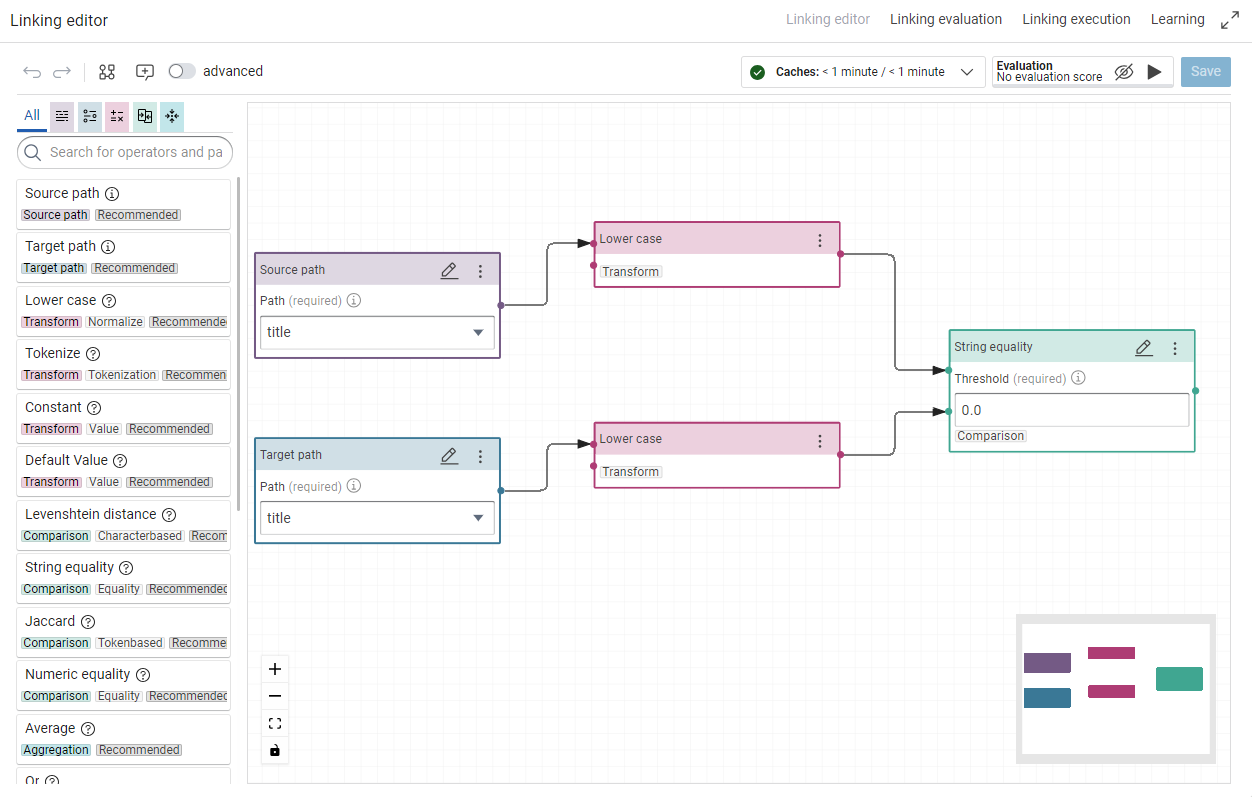 Linking editor
Linking editor Linking evaluation Linking execution Learning
advanced
Caches: < 1 minute / < 1 minute
Evaluation
No evaluation score
Save
All
Search for operators and pa
Source path
Source path Recommended
Target path
Target path Recommended
Lower case
Transform Normalize Recommende
Tokenize
Transform Tokenization Recommen
Constant
Transform Value Recommended
Default Value
Transform Value Recommended
Levenshtein distance
Comparison Characterbased Recom
String equality
Comparison Equality Recommended
Jaccard
Comparison Tokenbased Recomme
Numeric equality
Comparison Equality Recommended
Average
Aggregation Recommended
Or
Source path
Path (required)
title
Target path
Path (required)
title
Lower case
Transform
Lower case
Transform
String equality
Threshold (required)
0.0
Comparison